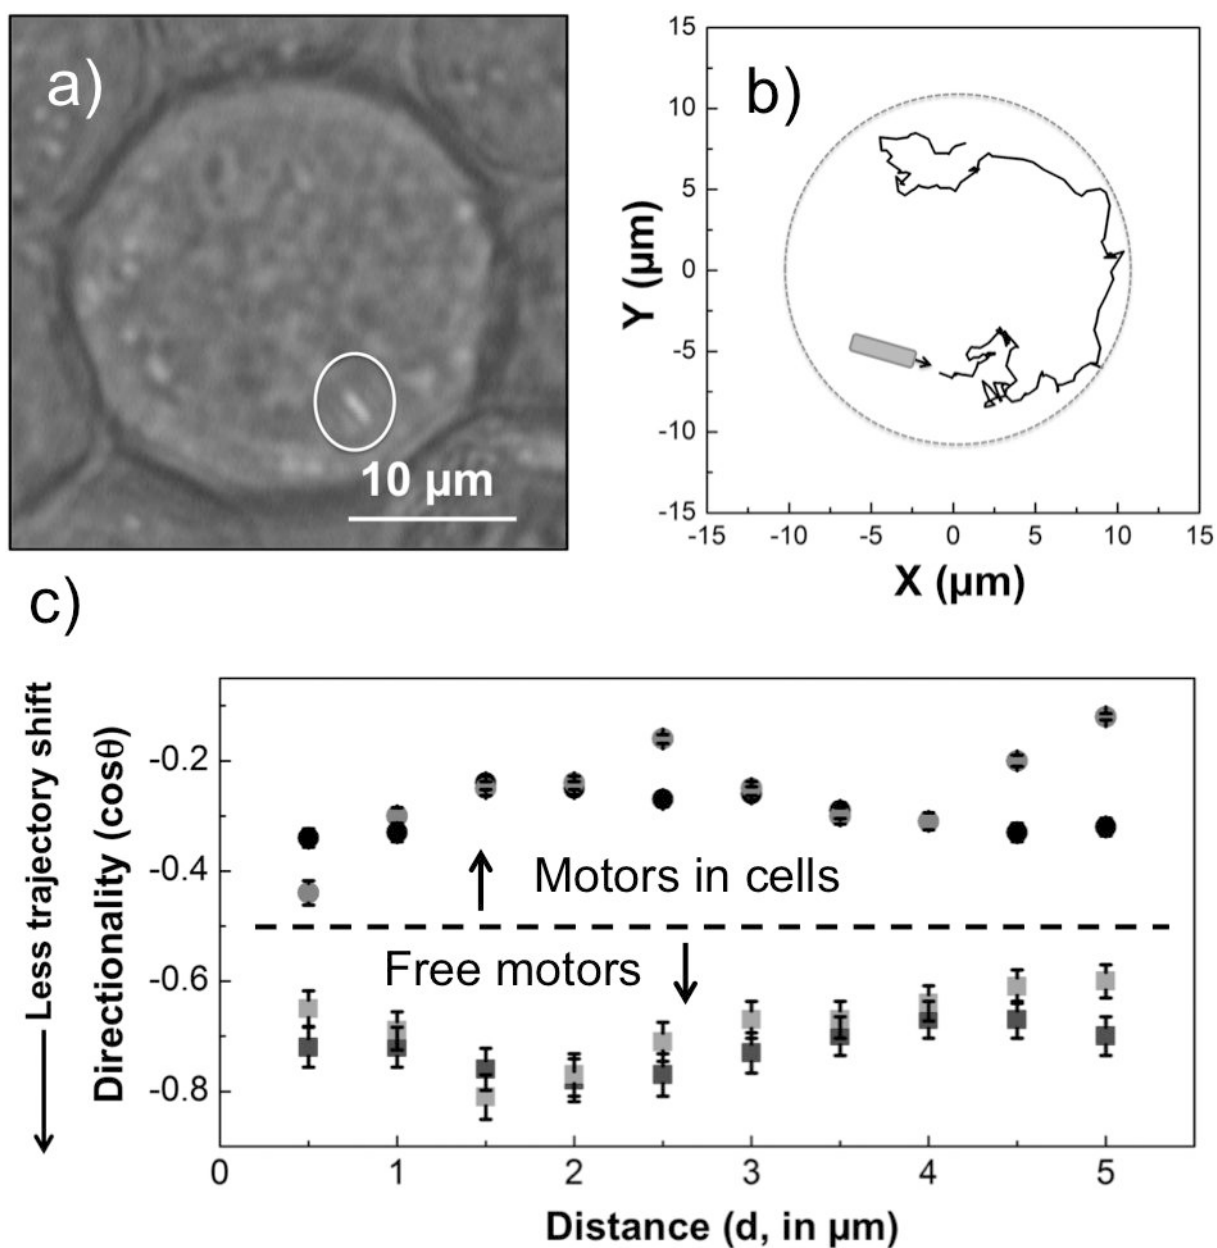 a)
10 µm
b)
15
10
5
0
-5
-10
-15
Y (µm)
-15 -10 -5 0 5 10 15
X (µm)
c)
Less trajectory shift
Directionality (cosθ)
-0.2
-0.4
-0.6
-0.8
Motors in cells
Free motors
0 1 2 3 4 5
Distance (d, in µm)